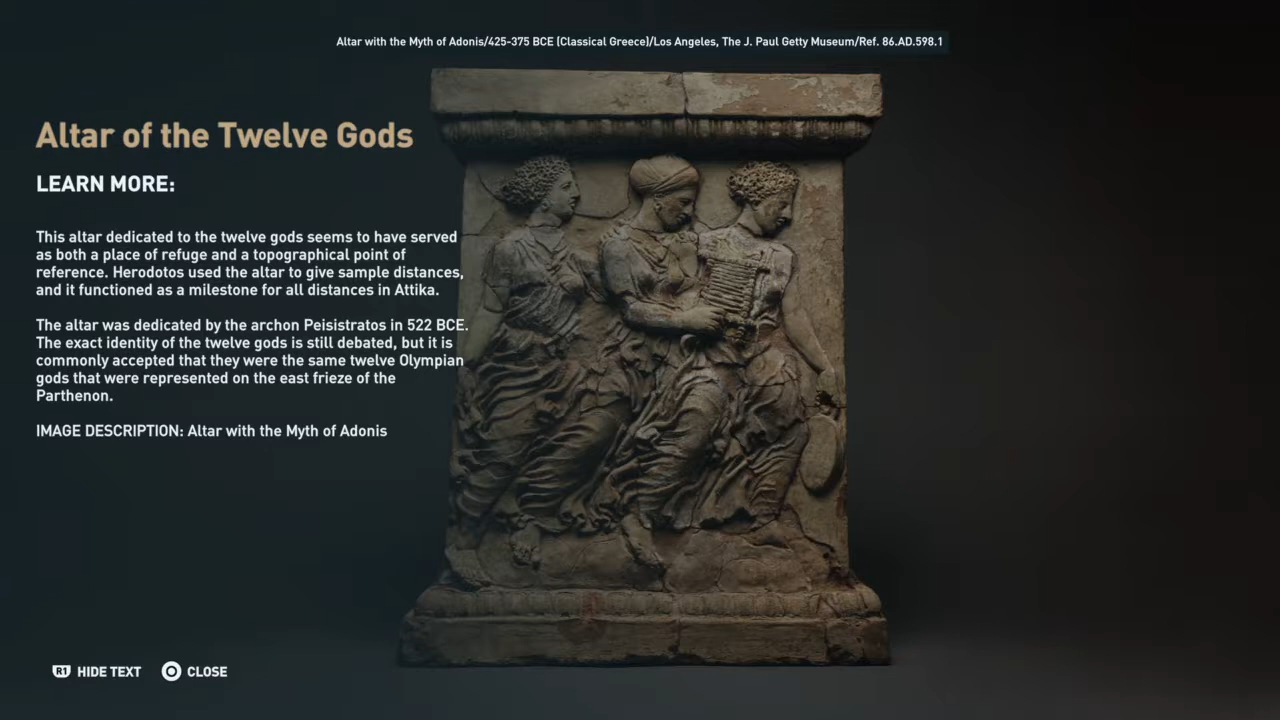 Altar with the Myth of Adonis/425-375 BCE (Classical Greece)/Los Angeles, The J. Paul Getty Museum/Ref. 86.AD.598.1
Altar of the Twelve Gods
LEARN MORE:
This altar dedicated to the twelve gods seems to have served
as both a place of refuge and a topographical point of
reference. Herodotos used the altar to give sample distances,
and it functioned as a milestone for all distances in Attika.
The altar was dedicated by the archon Peisistratos in 522 BCE.
The exact identity of the twelve gods is still debated, but it is
commonly accepted that they were the same twelve Olympian
gods that were represented on the east frieze of the
Parthenon.
IMAGE DESCRIPTION: Altar with the Myth of Adonis
R1 HIDE TEXT CLOSE